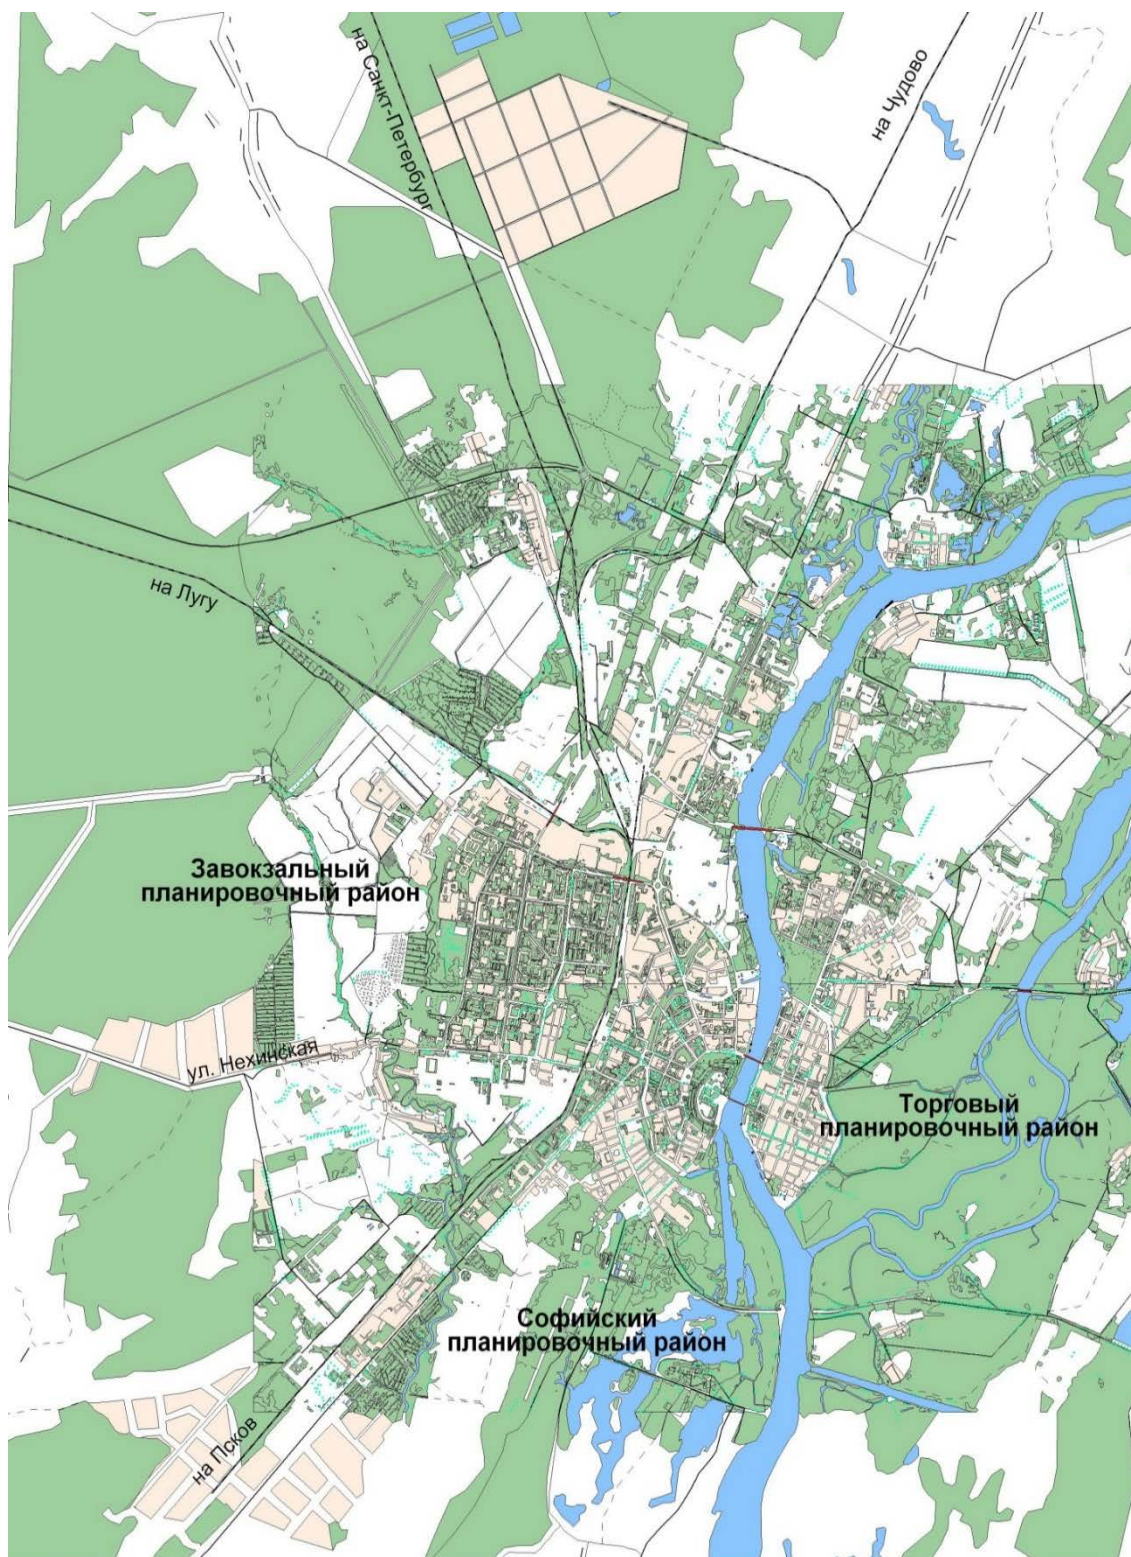 на Санкт-Петербург
на Чудово
на Лугу
Завокзальный
планировочный район
ул. Нехинская
Торговый
планировочный район
Софийский
планировочный район
на Псков